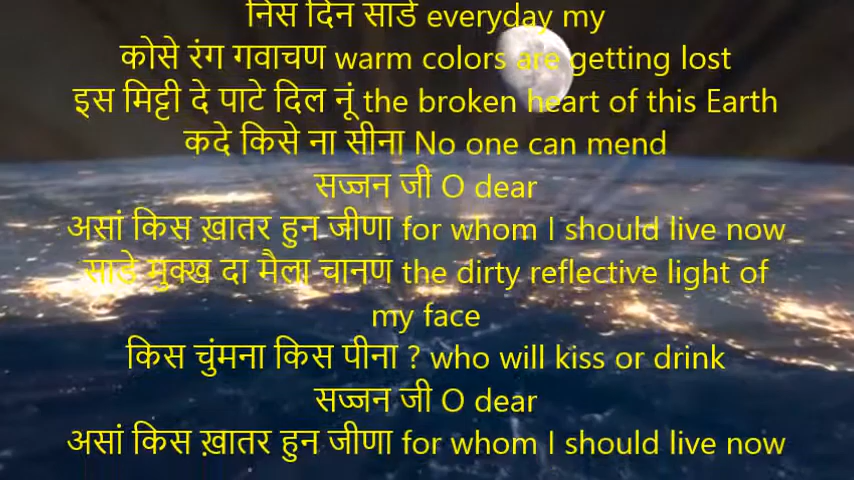 निस दिन साडे everyday my
कोसे रंग गवाचण warm colors are getting lost
इस मिट्टी दे पाटे दिल नूं the broken heart of this Earth
कदे किसे ना सीना No one can mend
सज्जन जी O dear
असां किस ख़ातर हुन जीणा for whom I should live now
साडे मुक्ख दा मैला चानण the dirty reflective light of
my face
किस चुंमना किस पीना ? who will kiss or drink
सज्जन जी O dear
असां किस ख़ातर हुन जीणा for whom I should live now